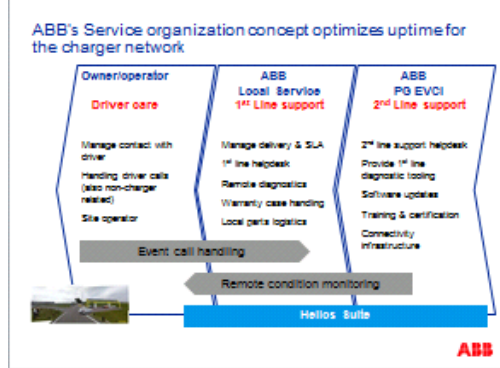 ABB's Service organization concept optimizes uptime for
the charger network
Owner/operator
Driver care
Manage contact with
driver
Handling driver calls
(also non-charger
related)
Site operator
ABB
Local Service
1st Line support
Manage delivery & SLA
1st line helpdesk
Remote diagnostics
Warranty case handing
Local parts logistics
ABB
PG EVCI
2nd Line support
2nd line support helpdesk
Provide 1st line
diagnostic tooling
Software updates
Training & certification
Connectivity
infrastructure
Event call handling
Remote condition monitoring
Helios Suite
ABB